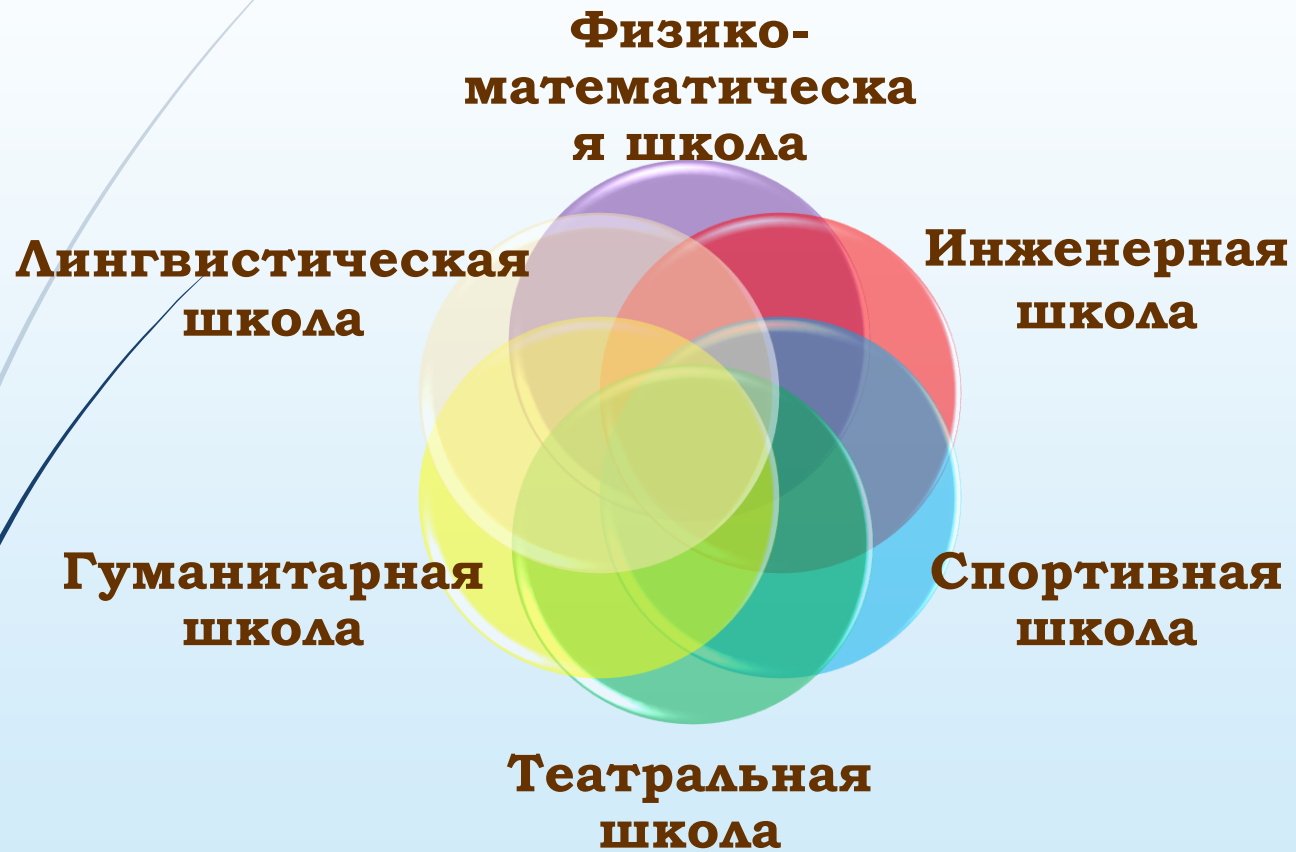 Физико-
математическа
я школа
Лингвистическая
школа
Инженерная
школа
Гуманитарная
школа
Спортивная
школа
Театральная
школа